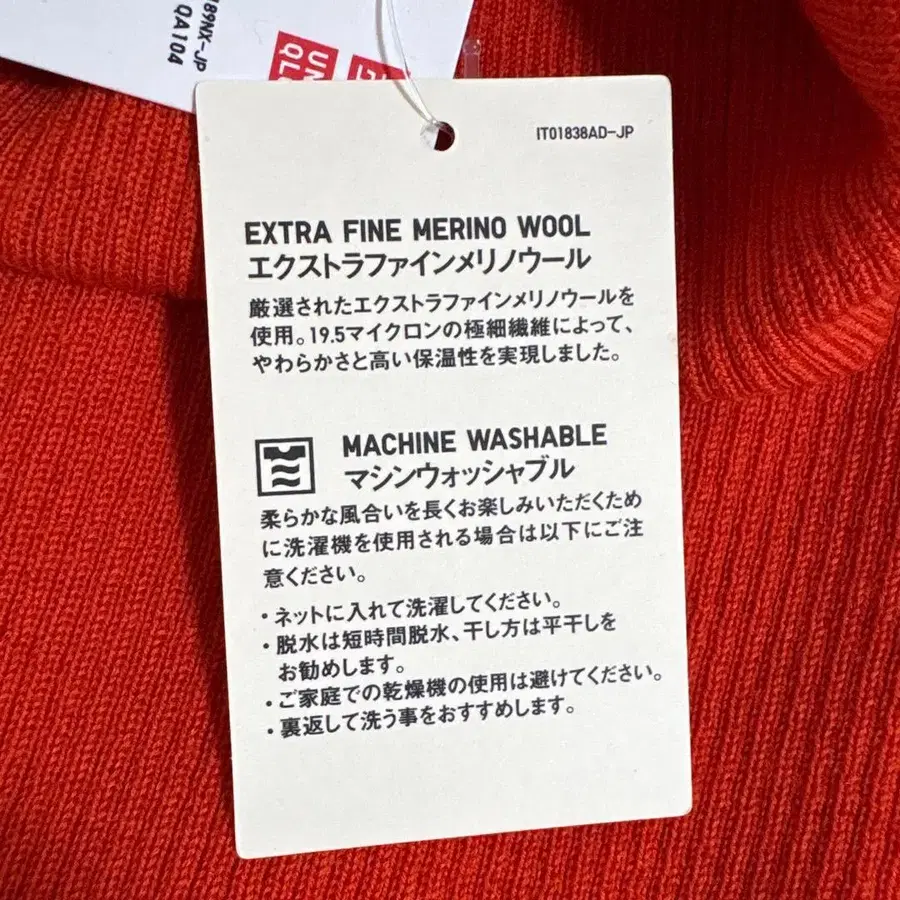 189NX-JP
QA104
IT01838AD-JP
EXTRA FINE MERINO WOOL
エクストラファインメリノウール
厳選されたエクストラファインメリノウールを
使用。19.5マイクロンの極細繊維によって、
やわらかさと高い保温性を実現しました。
MACHINE WASHABLE
マシンウォッシャブル
柔らかな風合いを長くお楽しみいただくため
に洗濯機を使用される場合は以下にご注
意ください。
・ネットに入れて洗濯してください。
・脱水は短時間脱水、干し方は平干しを
お勧めします。
・ご家庭での乾燥機の使用は避けてください。
・裏返して洗う事をおすすめします。